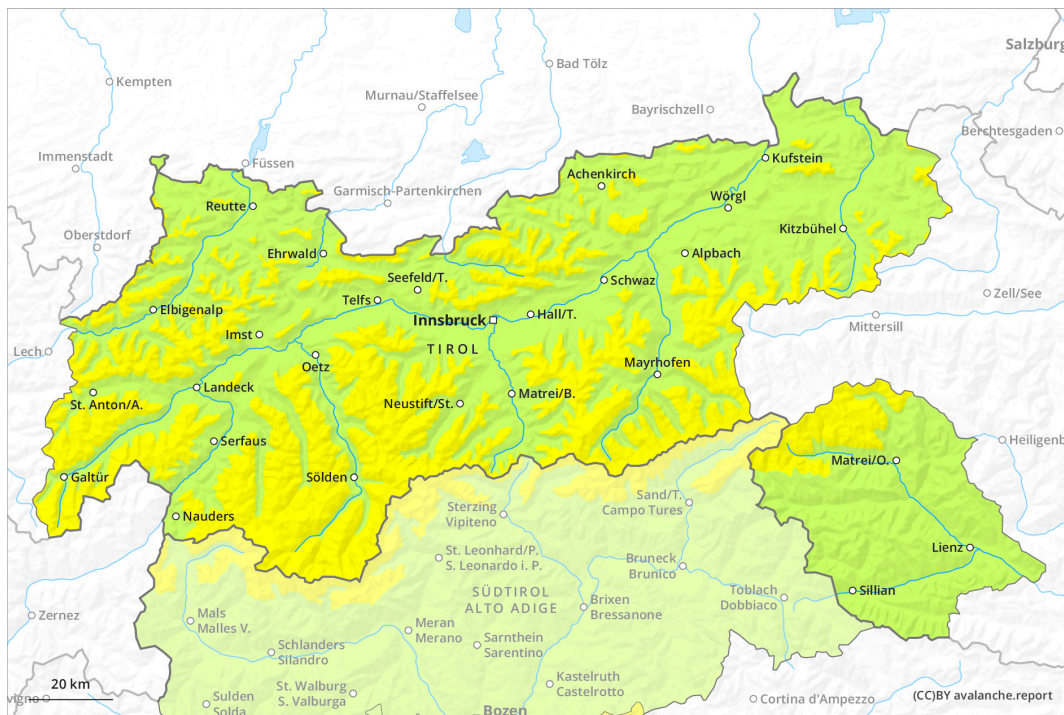 Salzburg
Kempten
Bad Tölz
Murnau/Staffelsee
Bayrischzell
Berchtesgaden
Immenstadt
Füssen
Kufstein
Achenkirch
Garmisch-Partenkirchen
Wörgl
Reutte
Oberstdorf
Kitzbühel
Ehrwald
Alpbach
Seefeld/T.
Schwaz
Telfs
Zell/See
Elbigenalp
Innsbruck
Hall/T.
Mittersill
Imst
Lech
TIROL
Mayrhofen
Oetz
Landeck
Matrei/B.
St. Anton/A.
Neustift/St.
Serfaus
Heiligenb
Matrei/O.
Galtür
Sölden
Sand/T.
Campo Tures
Sterzing
Vipiteno
Nauders
Lienz
St. Leonhard/P.
S. Leonardo i. P.
Bruneck
Brunico
Sillian
SÜDTIROL
ALTO ADIGE
Toblach
Dobbiaco
Brixen
Bressanone
Zernez
Mals
Malles V.
Meran
Merano
Sarnthein
Sarentino
Schlanders
Silandro
20 km
St. Walburg
S. Valburga
Kastelruth
Castelrotto
vigno
Sulden
Solda
Cortina d'Ampezzo
(CC)BY avalanche.report
Bozen